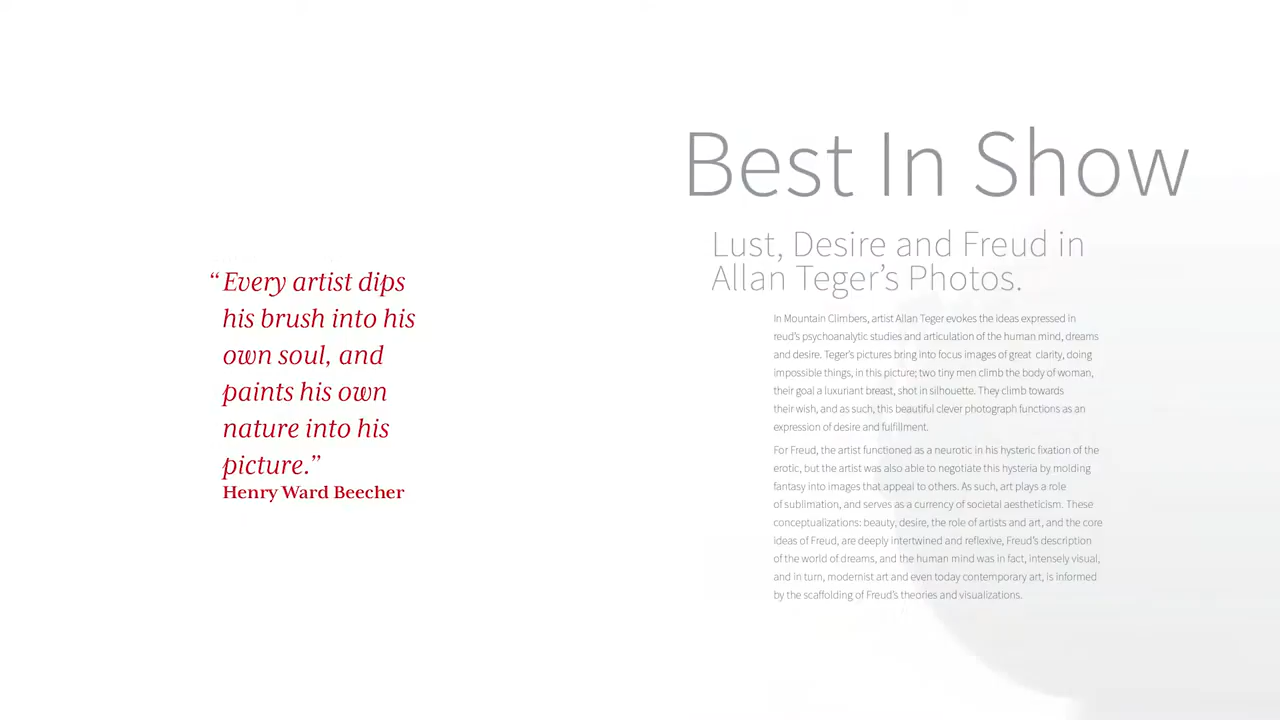 “ Every artist dips
his brush into his
own soul, and
paints his own
nature into his
picture.”
Henry Ward Beecher
Best In Show
Lust, Desire and Freud in
Allan Teger’s Photos.
In Mountain Climbers, artist Allan Teger evokes the ideas expressed in
reud’s psychoanalytic studies and articulation of the human mind, dreams
and desire. Teger’s pictures bring into focus images of great clarity, doing
impossible things, in this picture; two tiny men climb the body of woman,
their goal a luxuriant breast, shot in silhouette. They climb towards
their wish, and as such, this beautiful clever photograph functions as an
expression of desire and fulfillment.
For Freud, the artist functioned as a neurotic in his hysteric fixation of the
erotic, but the artist was also able to negotiate this hysteria by molding
fantasy into images that appeal to others. As such, art plays a role
of sublimation, and serves as a currency of societal aestheticism. These
conceptualizations: beauty, desire, the role of artists and art, and the core
ideas of Freud, are deeply intertwined and reflexive, Freud’s description
of the world of dreams, and the human mind was in fact, intensely visual,
and in turn, modernist art and even today contemporary art, is informed
by the scaffolding of Freud’s theories and visualizations.